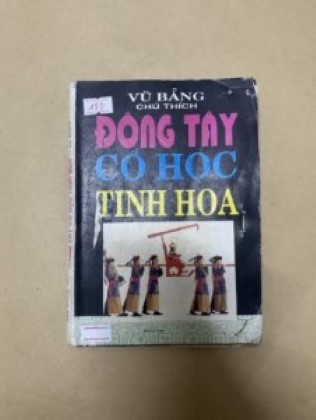 VŨ BẰNG
CHÚ THÍCH
ĐÔNG TÂY
CỔ HỌC
TINH HOA